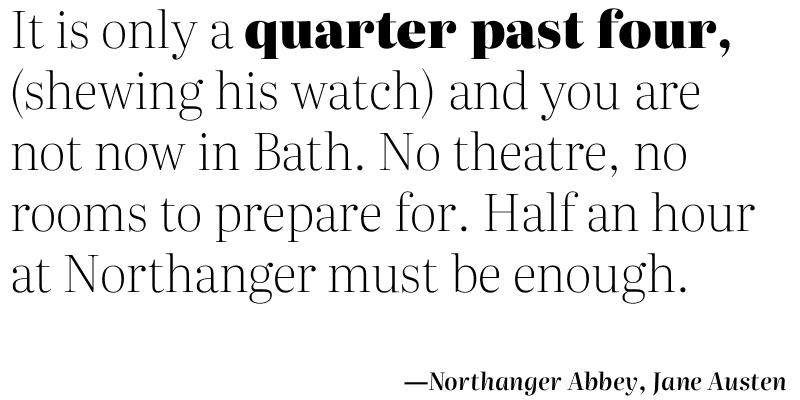 It is only a quarter past four,
(shewing his watch) and you are
not now in Bath. No theatre, no
rooms to prepare for. Half an hour
at Northanger must be enough.
—Northanger Abbey, Jane Austen